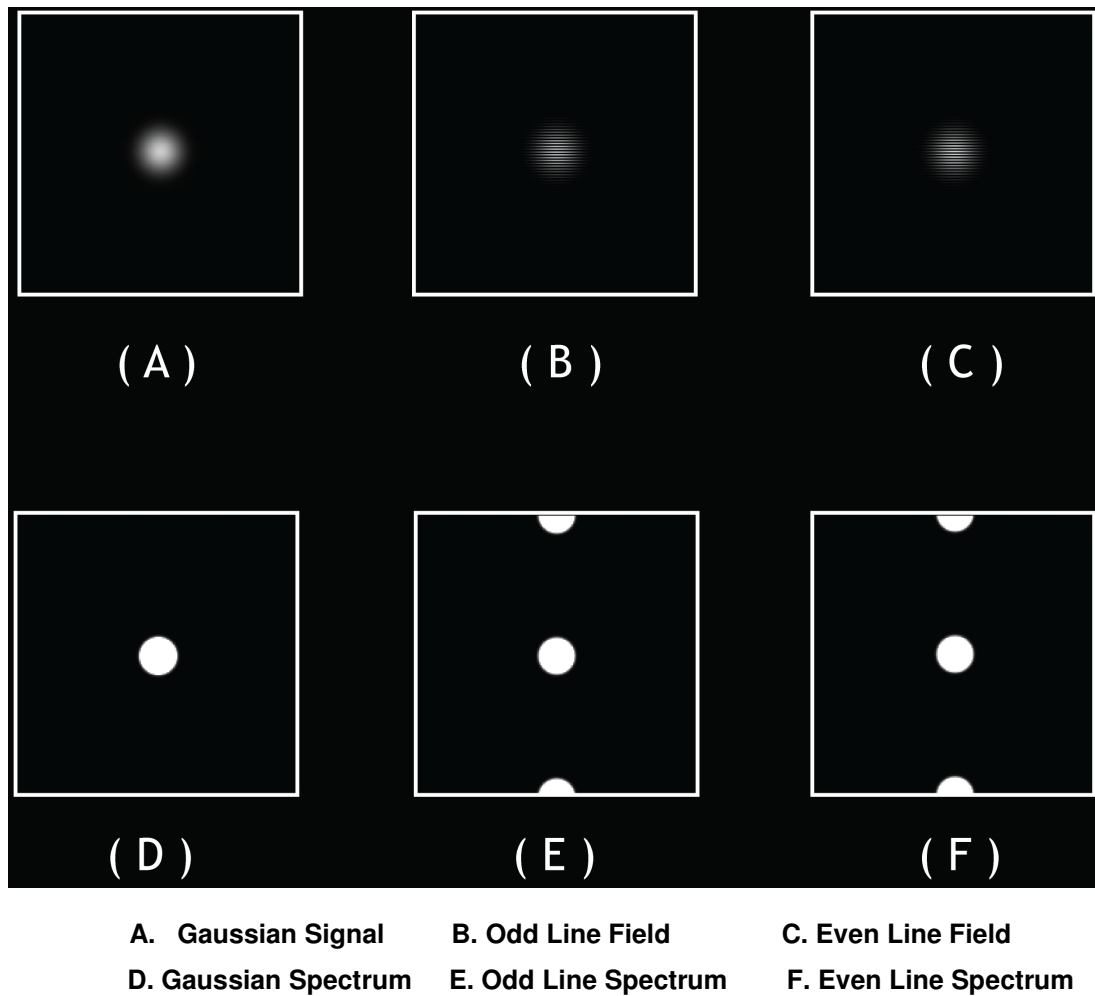 ( A ) ( B ) ( C )
( D ) ( E ) ( F )
A. Gaussian Signal B. Odd Line Field C. Even Line Field
D. Gaussian Spectrum E. Odd Line Spectrum F. Even Line Spectrum